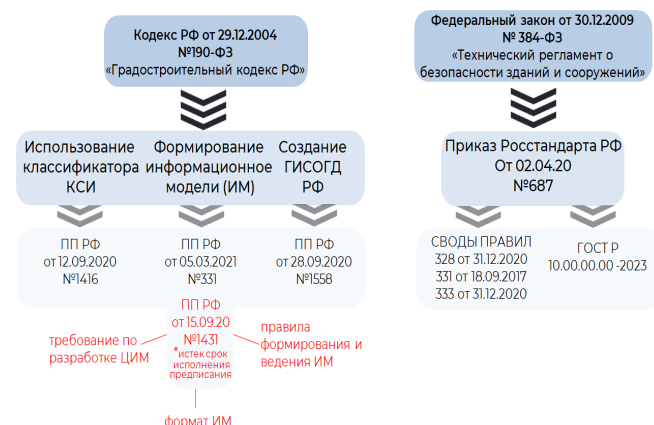 Кодекс РФ от 29.12.2004
№190-ФЗ
«Градостроительный кодекс РФ»
Федеральный закон от 30.12.2009
№ 384-ФЗ
«Технический регламент о
безопасности зданий и сооружений»
Использование
классификатора
КСИ
Формирование
информационное
модели (ИМ)
Создание
ГИСОГД
РФ
Приказ Росстандарта РФ
От 02.04.20
№687
ПП РФ
от 12.09.2020
№1416
ПП РФ
от 05.03.2021
№331
ПП РФ
от 28.09.2020
№1558
СВОДЫ ПРАВИЛ
328 от 31.12.2020
331 от 18.09.2017
333 от 31.12.2020
ГОСТ Р
10.00.00.00 -2023
ПП РФ
от 15.09.20
№1431
*истек срок
исполнения
предписания
требование по
разработке ЦИМ
правила
формирования и
ведения ИМ
формат ИМ